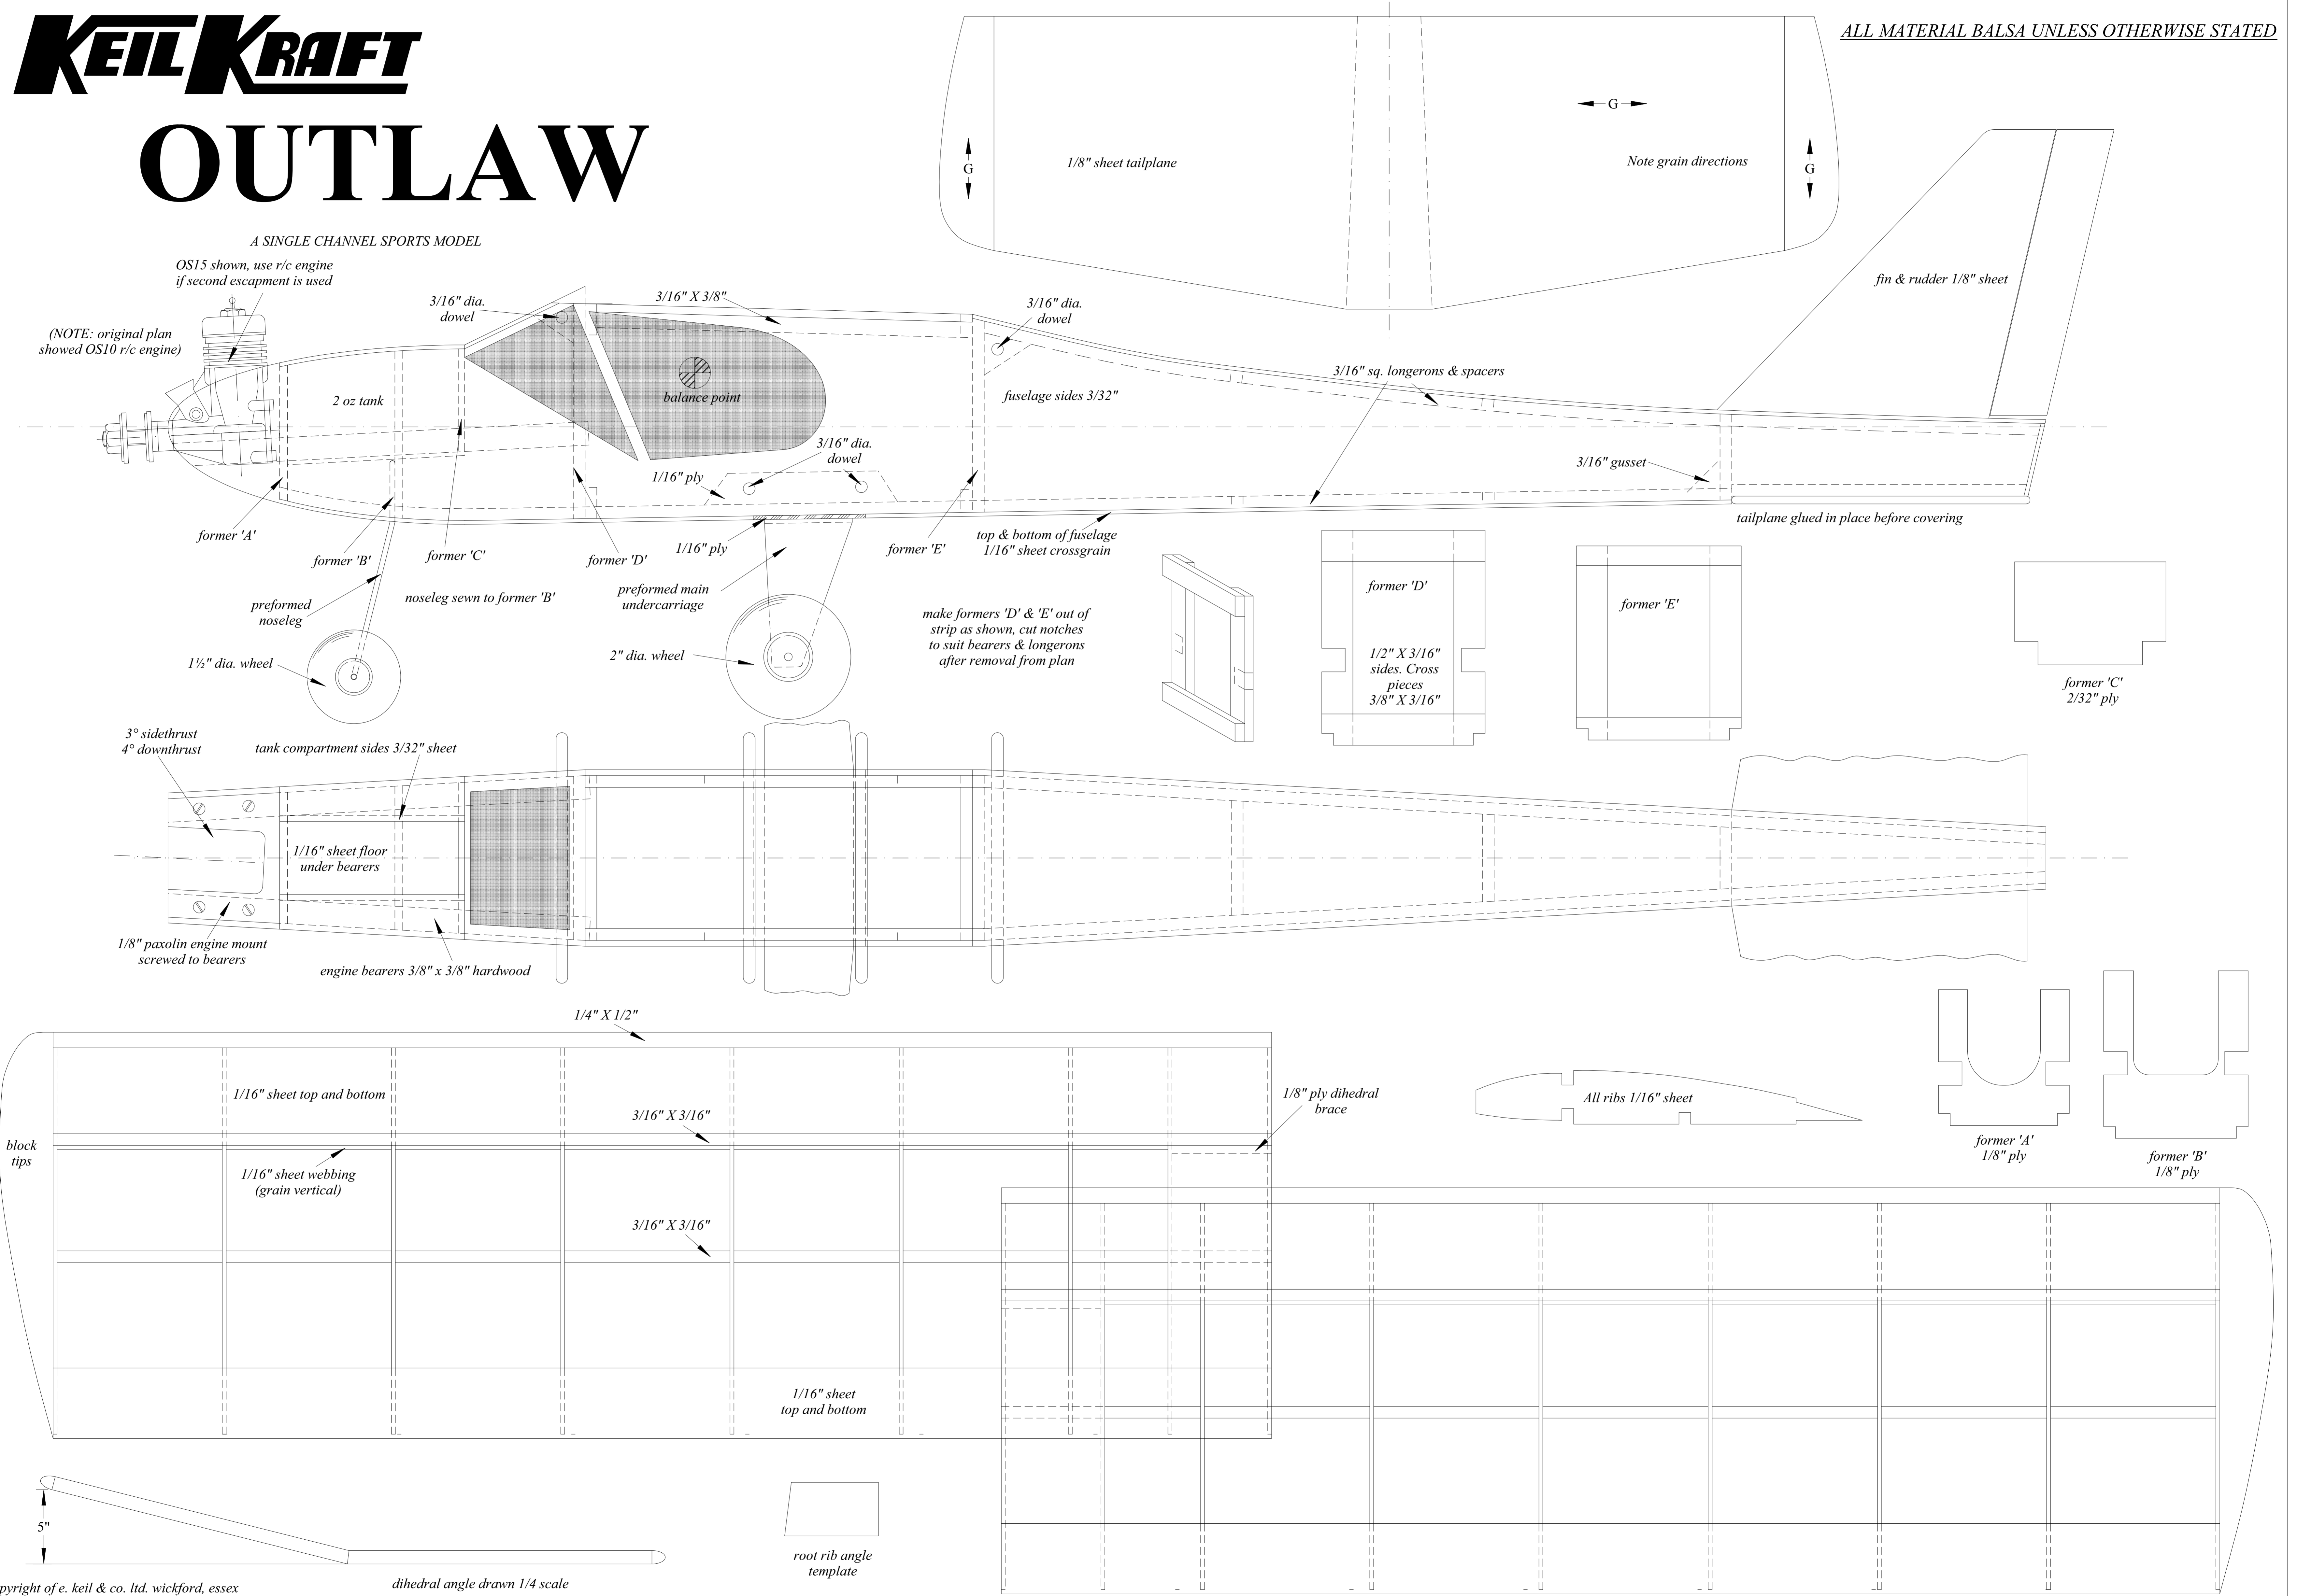 KEIL KRAFT
OUTLAW
A SINGLE CHANNEL SPORTS MODEL
ALL MATERIAL BALSA UNLESS OTHERWISE STATED
OS15 shown, use r/c engine
if second escapment is used
(NOTE: original plan
showed OS10 r/c engine)
3/16" dia.
dowel
3/16" X 3/8"
3/16" dia.
dowel
G
1/8" sheet tailplane
G
Note grain directions
G
fin & rudder 1/8" sheet
2 oz tank
balance point
fuselage sides 3/32"
3/16" sq. longerons & spacers
3/16" dia.
dowel
1/16" ply
3/16" gusset
former 'A'
former 'B'
former 'C'
former 'D'
1/16" ply
former 'E'
top & bottom of fuselage
1/16" sheet crossgrain
tailplane glued in place before covering
preformed
noseleg
noseleg sewn to former 'B'
preformed main
undercarriage
1½" dia. wheel
2" dia. wheel
make formers 'D' & 'E' out of
strip as shown, cut notches
to suit bearers & longerons
after removal from plan
former 'D'
1/2" X 3/16"
sides. Cross
pieces
3/8" X 3/16"
former 'E'
former 'C'
2/32" ply
3° sidethrust
4° downthrust
tank compartment sides 3/32" sheet
1/16" sheet floor
under bearers
1/8" paxolin engine mount
screwed to bearers
engine bearers 3/8" x 3/8" hardwood
1/4" X 1/2"
1/16" sheet top and bottom
3/16" X 3/16"
1/8" ply dihedral
brace
block
tips
1/16" sheet webbing
(grain vertical)
3/16" X 3/16"
All ribs 1/16" sheet
former 'A'
1/8" ply
former 'B'
1/8" ply
1/16" sheet
top and bottom
5"
root rib angle
template
dihedral angle drawn 1/4 scale
pyright of e. keil & co. ltd. wickford, essex